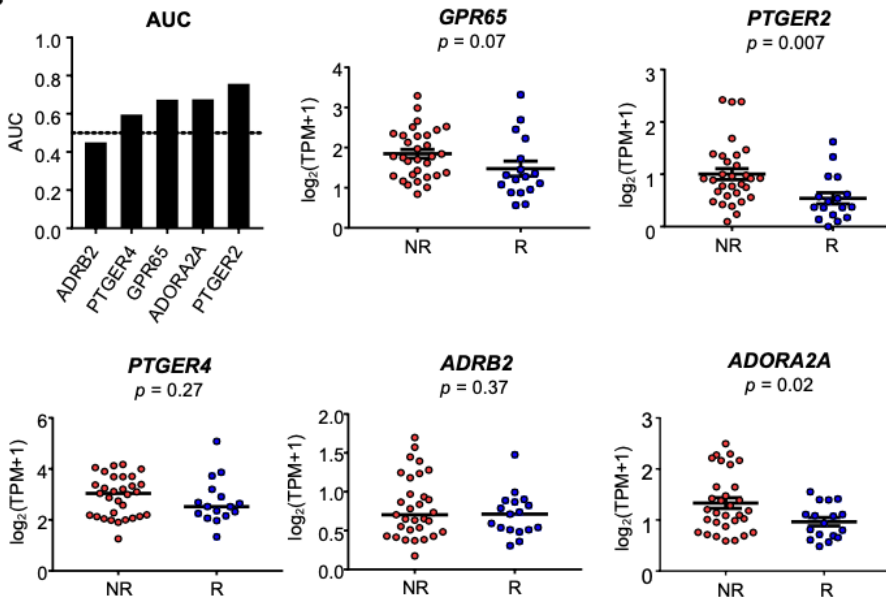 AUC
1.0
0.8
0.6
0.4
0.2
0.0
AUC
ADRB2
PTGER4
GPR65
ADORA2A
PTGER2
GPR65
p = 0.07
4
3
2
1
0
log₂(TPM+1)
NR
R
PTGER2
p = 0.007
3
2
1
0
log₂(TPM+1)
NR
R
PTGER4
p = 0.27
6
4
2
0
log₂(TPM+1)
NR
R
ADRB2
p = 0.37
2.0
1.5
1.0
0.5
0.0
log₂(TPM+1)
NR
R
ADORA2A
p = 0.02
3
2
1
0
log₂(TPM+1)
NR
R